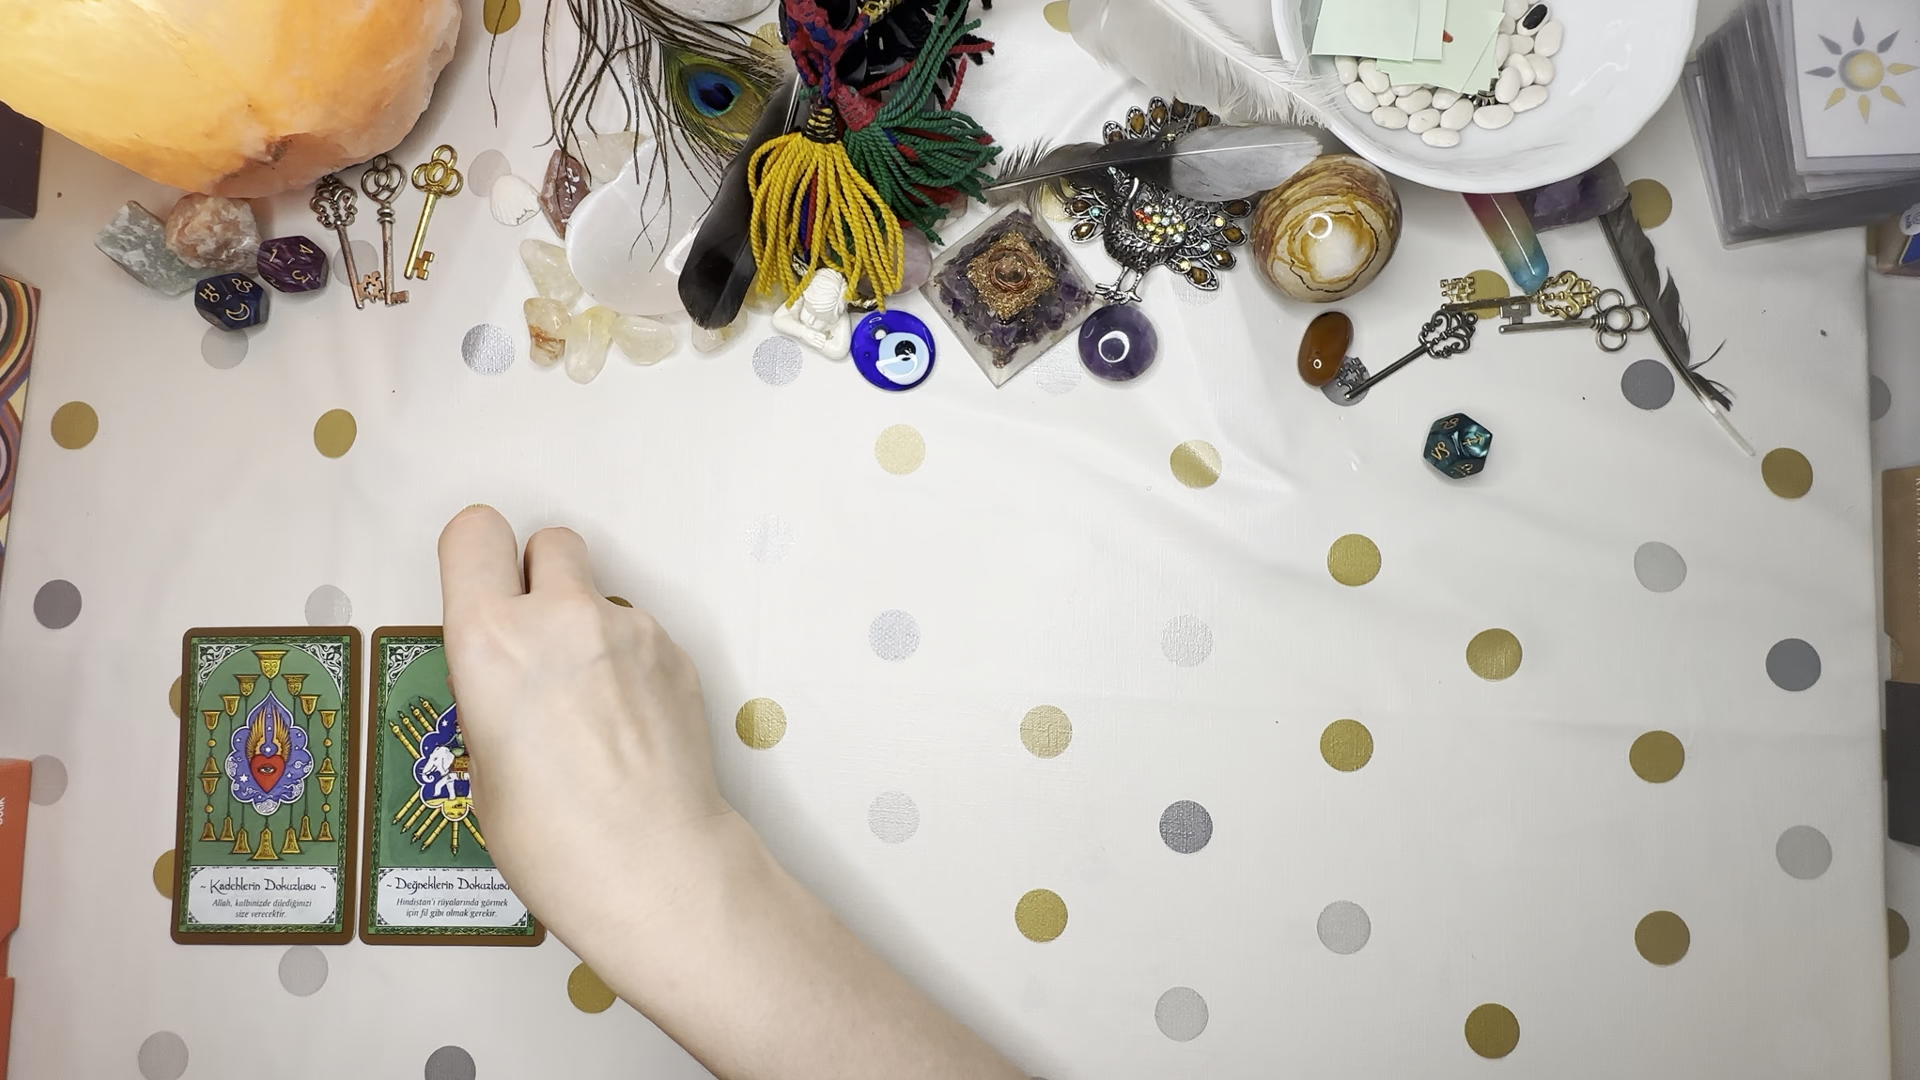 ~ Kadehlerin Dokuzlusu ~
Allah, kalbinizde dilediğinizi
size verecektir.
~ Değneklerin Dokuzlusu
Hindistan'ı rüyalarında görmek
için fil gibi olmak gerekir.